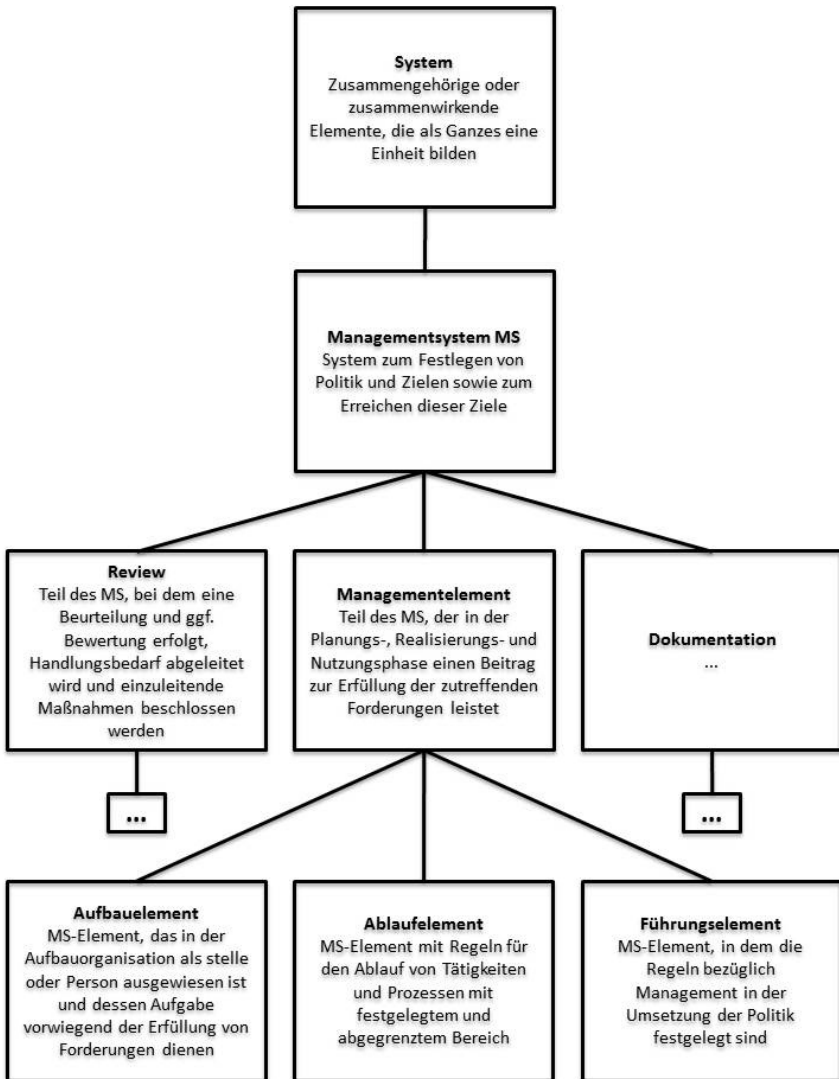 System
Zusammengehörige oder
zusammenwirkende
Elemente, die als Ganzes eine
Einheit bilden
Managementsystem MS
System zum Festlegen von
Politik und Zielen sowie zum
Erreichen dieser Ziele
Review
Teil des MS, bei dem eine
Beurteilung und ggf.
Bewertung erfolgt,
Handlungsbedarf abgeleitet
wird und einzuleitende
Maßnahmen beschlossen
werden
Managementelement
Teil des MS, der in der
Planungs-, Realisierungs- und
Nutzungsphase einen Beitrag
zur Erfüllung der zutreffenden
Forderungen leistet
Dokumentation
...
...
...
Aufbauelement
MS-Element, das in der
Aufbauorganisation als stelle
oder Person ausgewiesen ist
und dessen Aufgabe
vorwiegend der Erfüllung von
Forderungen dienen
Ablaufelement
MS-Element mit Regeln für
den Ablauf von Tätigkeiten
und Prozessen mit
festgelegtem und
abgegrenztem Bereich
Führungselement
MS-Element, in dem die
Regeln bezüglich
Management in der
Umsetzung der Politik
festgelegt sind